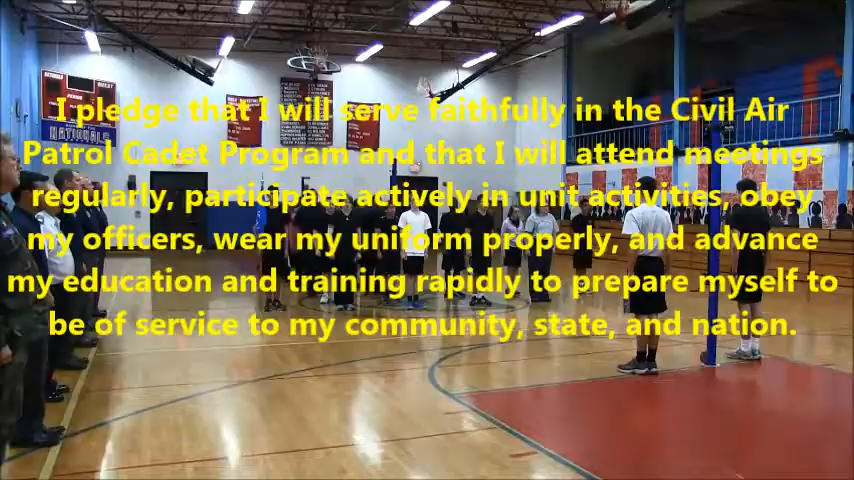 I pledge that I will serve faithfully in the Civil Air
Patrol Cadet Program and that I will attend meetings
regularly, participate actively in unit activities, obey
my officers, wear my uniform properly, and advance
my education and training rapidly to prepare myself to
be of service to my community, state, and nation.
NATIONALS